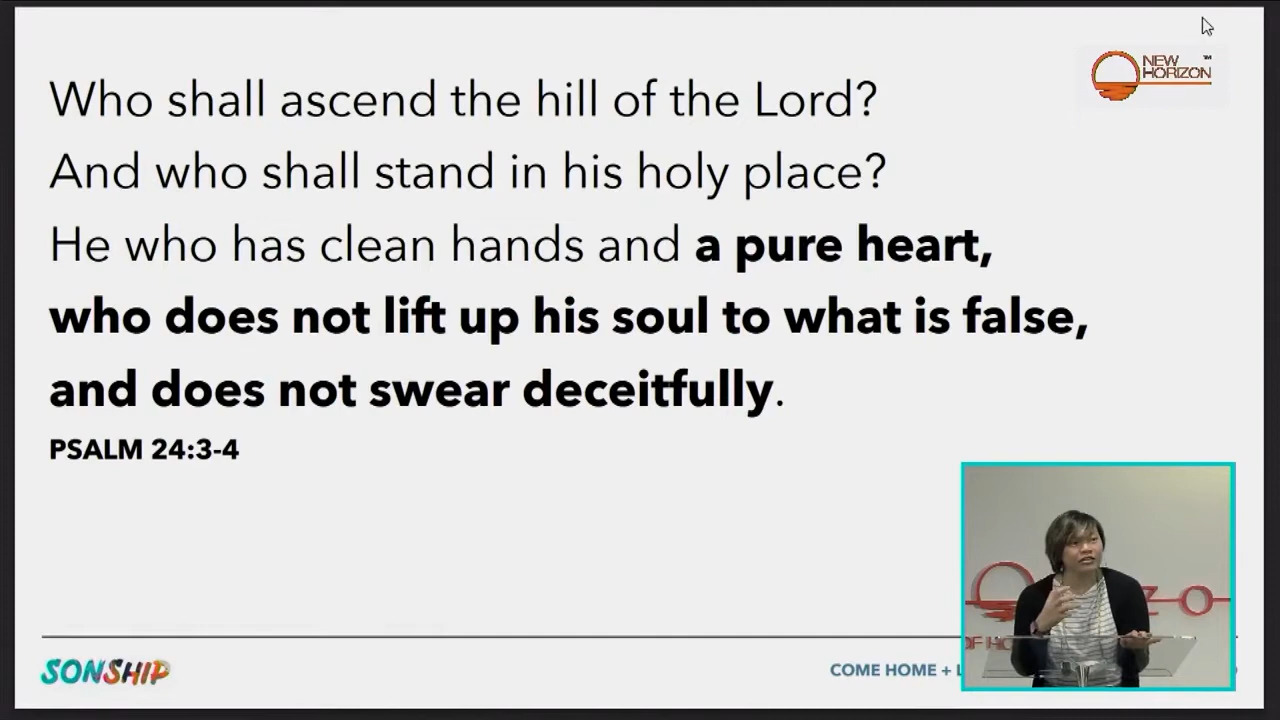 NEW
HORIZON™
Who shall ascend the hill of the Lord?
And who shall stand in his holy place?
He who has clean hands and a pure heart,
who does not lift up his soul to what is false,
and does not swear deceitfully.
PSALM 24:3-4
SONSHIP
COME HOME +